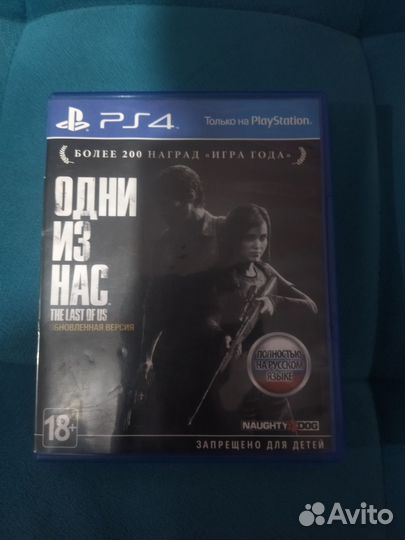 PS4
Только на PlayStation.
БОЛЕЕ 200 НАГРАД «ИГРА ГОДА»
ОДНИ
ИЗ
НАС
THE LAST OF US
ОБНОВЛЕННАЯ ВЕРСИЯ
ПОЛНОСТЬЮ
НА РУССКОМ
ЯЗЫКЕ
18+
NAUGHTY DOG
ЗАПРЕЩЕНО ДЛЯ ДЕТЕЙ
Avito